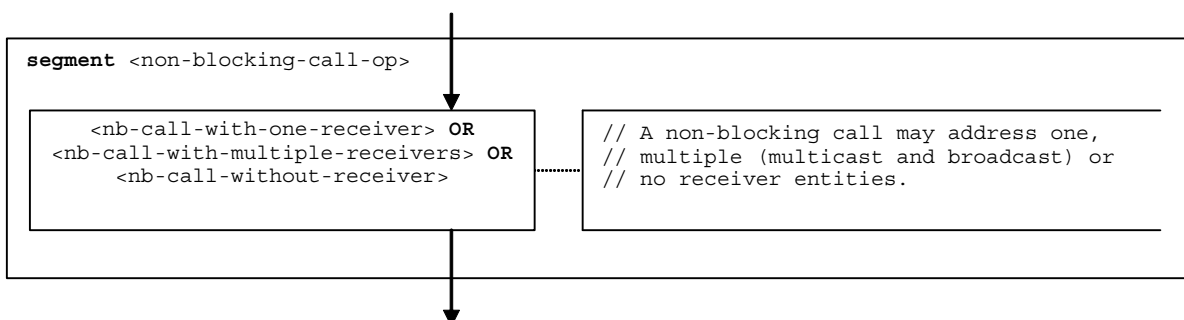 segment <non-blocking-call-op>
<nb-call-with-one-receiver> OR
<nb-call-with-multiple-receivers> OR
<nb-call-without-receiver>
// A non-blocking call may address one,
// multiple (multicast and broadcast) or
// no receiver entities.